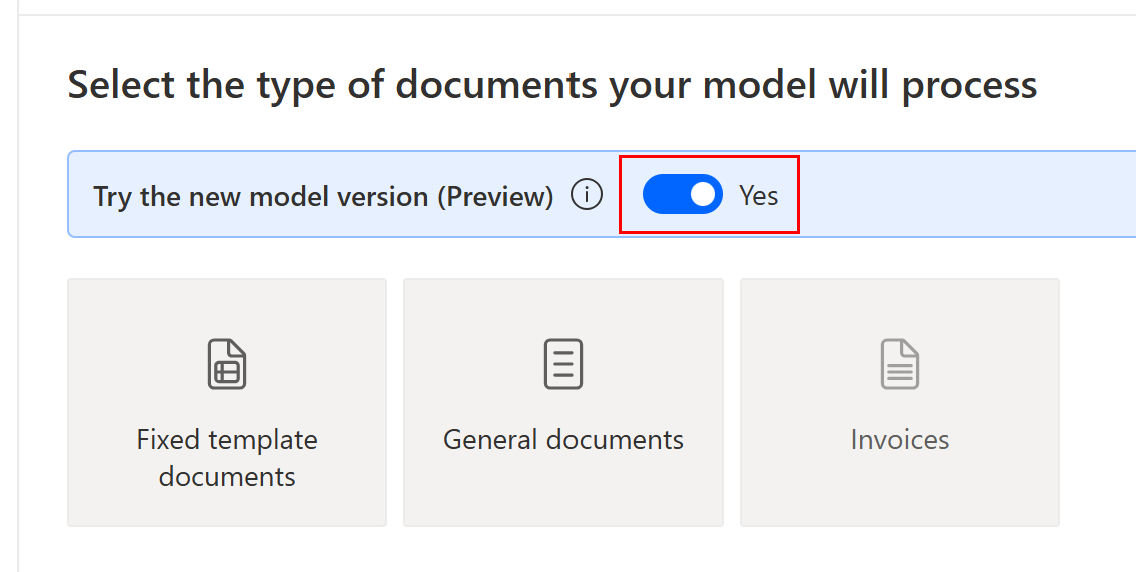 Select the type of documents your model will process
Try the new model version (Preview) i Yes
Fixed template
documents
General documents
Invoices